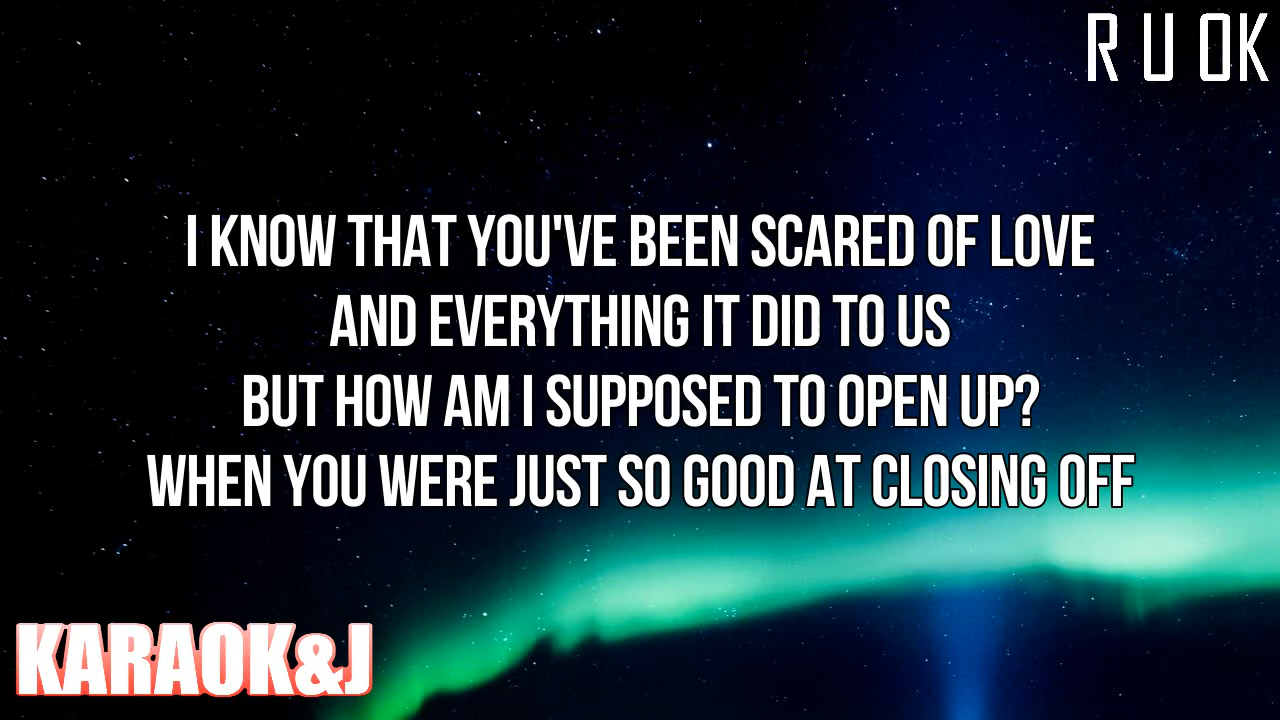 R U OK
I KNOW THAT YOU'VE BEEN SCARED OF LOVE
AND EVERYTHING IT DID TO US
BUT HOW AM I SUPPOSED TO OPEN UP?
WHEN YOU WERE JUST SO GOOD AT CLOSING OFF
KARAOK&J